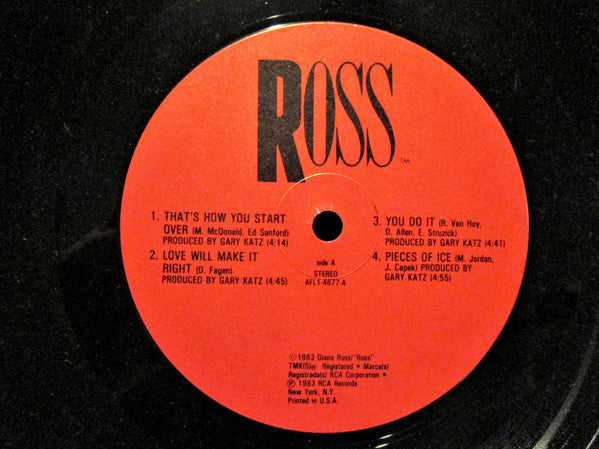 ROSS
TM
1. THAT'S HOW YOU START
OVER (M. McDonald, Ed Sanford)
PRODUCED BY GARY KATZ (4:14)
2. LOVE WILL MAKE IT
RIGHT (D. Fagen)
PRODUCED BY GARY KATZ (4:45)
side A
STEREO
AFL1-4677-A
3. YOU DO IT (R. Van Hoy,
D. Allen, E. Struzick)
PRODUCED BY GARY KATZ (4:41)
4. PIECES OF ICE (M. Jordan,
J. Capek) PRODUCED BY
GARY KATZ (4:55)
©1983 Diana Ross/"Ross"
TMK(S)® Registered • Marca(s)
Registrada(s) RCA Corporation •
℗ 1983 RCA Records
New York, N.Y.
Printed in U.S.A.